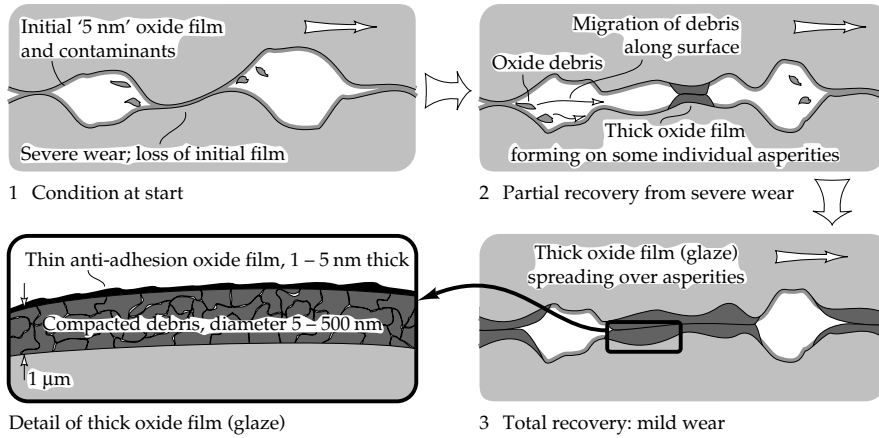 Initial ‘5 nm’ oxide film
and contaminants
Severe wear; loss of initial film
1 Condition at start
Migration of debris
along surface
Oxide debris
Thick oxide film
forming on some individual asperities
2 Partial recovery from severe wear
Thick oxide film (glaze)
spreading over asperities
3 Total recovery: mild wear
Thin anti-adhesion oxide film, 1 – 5 nm thick
Compacted debris, diameter 5 – 500 nm
1 μm
Detail of thick oxide film (glaze)